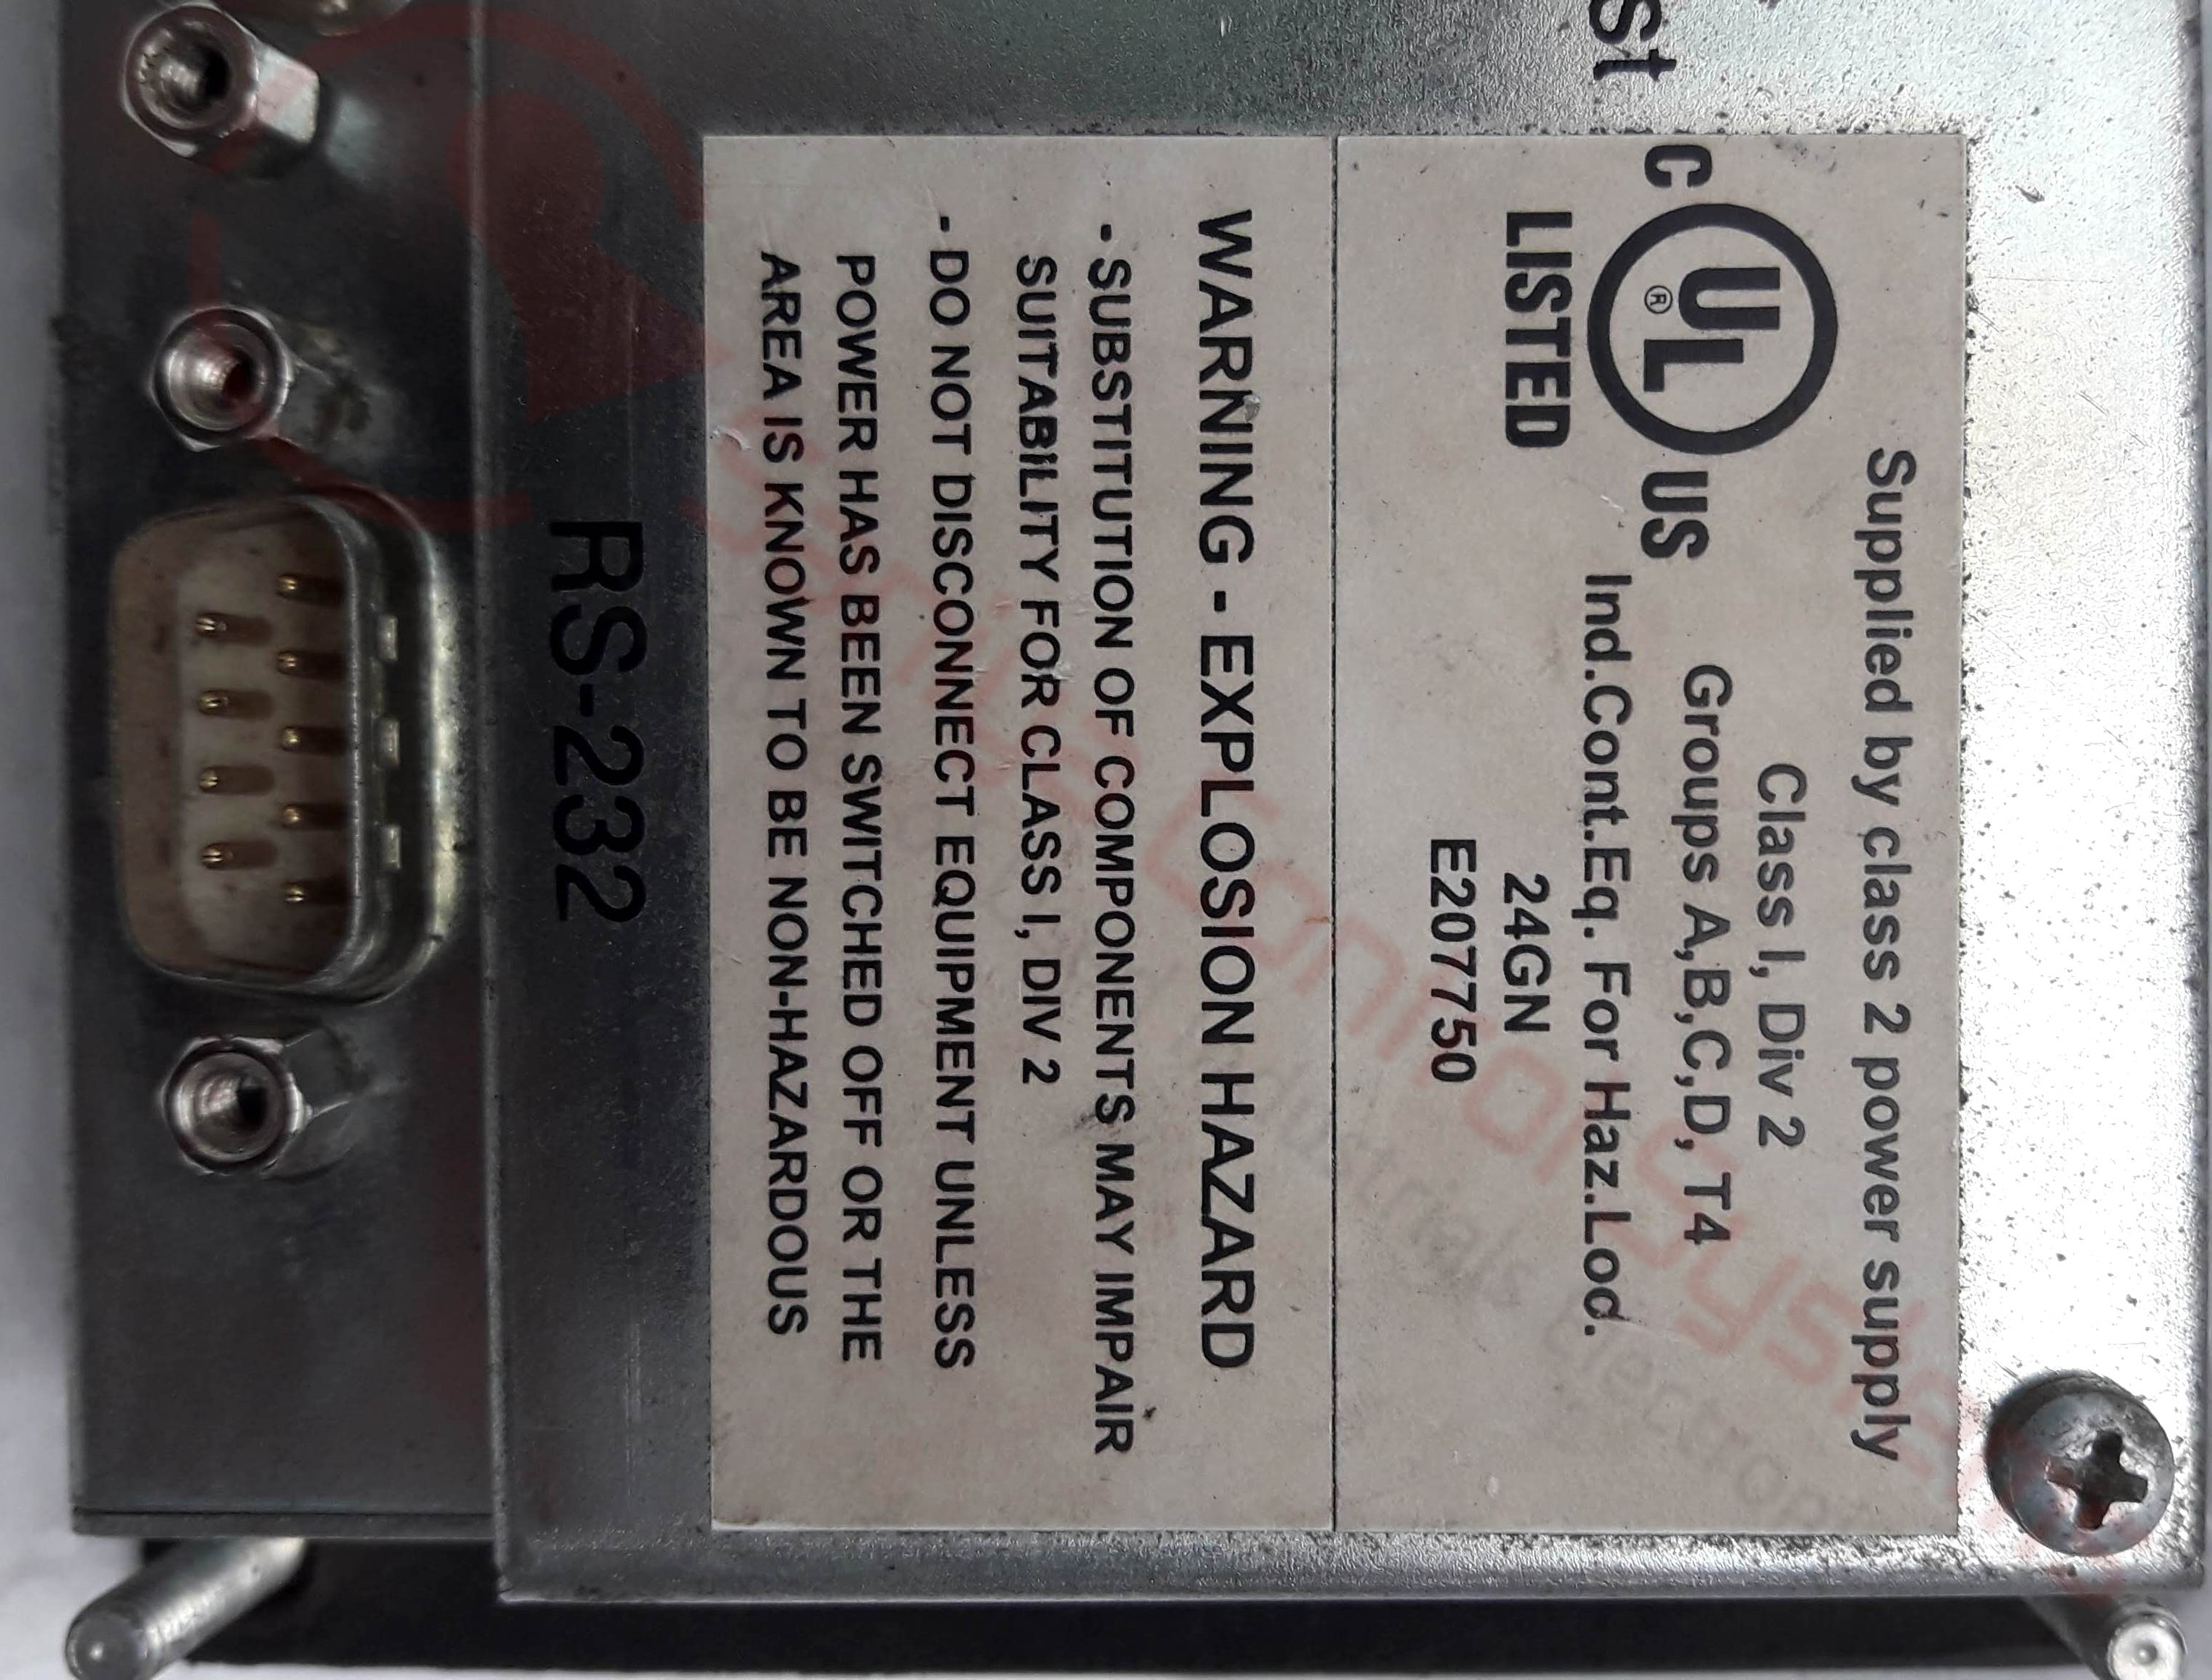 st
Supplied by class 2 power supply
Class I, Div 2
C UL® US
LISTED
Groups A,B,C,D, T4
Ind.Cont.Eq. For Haz.Lod.
24GN
E207750
WARNING - EXPLOSION HAZARD
- SUBSTITUTION OF COMPONENTS MAY IMPAIR
SUITABILITY FOR CLASS I, DIV 2
- DO NOT DISCONNECT EQUIPMENT UNLESS
POWER HAS BEEN SWITCHED OFF OR THE
AREA IS KNOWN TO BE NON-HAZARDOUS
RS-232